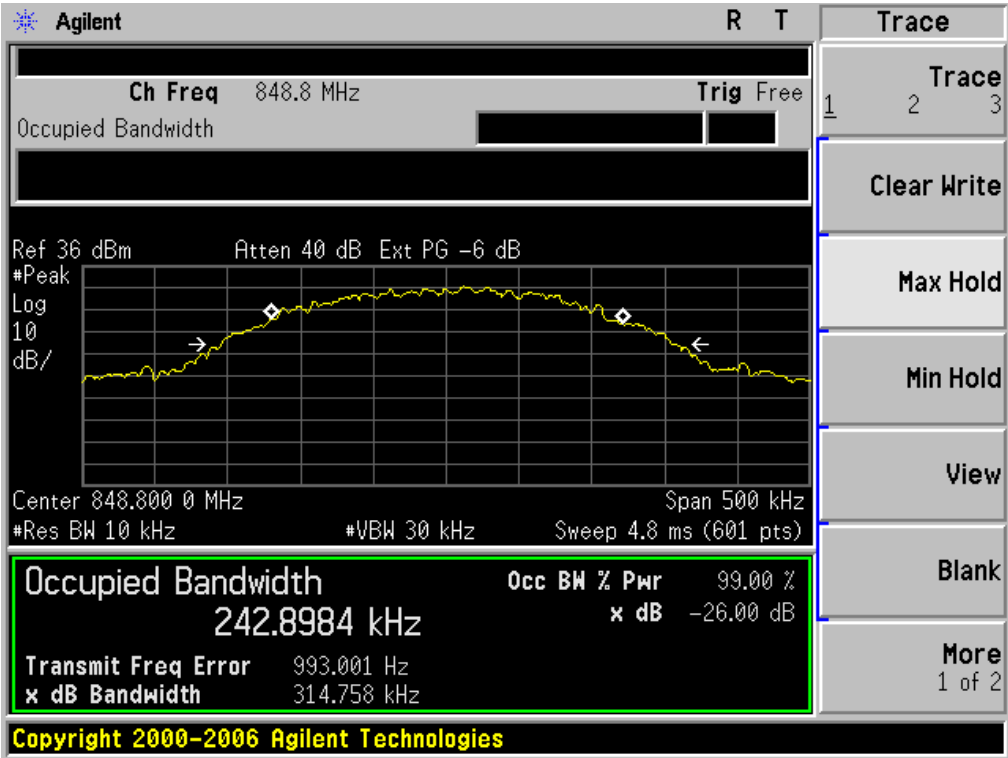 Agilent R T Trace
Ch Freq 848.8 MHz Trig Free
Occupied Bandwidth
Trace
1 2 3
Clear Write
Max Hold
Min Hold
View
Blank
More
1 of 2
Ref 36 dBm Atten 40 dB Ext PG -6 dB
#Peak
Log
10
dB/
Center 848.800 0 MHz Span 500 kHz
#Res BW 10 kHz #VBW 30 kHz Sweep 4.8 ms (601 pts)
Occupied Bandwidth
242.8984 kHz
Occ BW % Pwr 99.00 %
x dB -26.00 dB
Transmit Freq Error 993.001 Hz
x dB Bandwidth 314.758 kHz
Copyright 2000-2006 Agilent Technologies